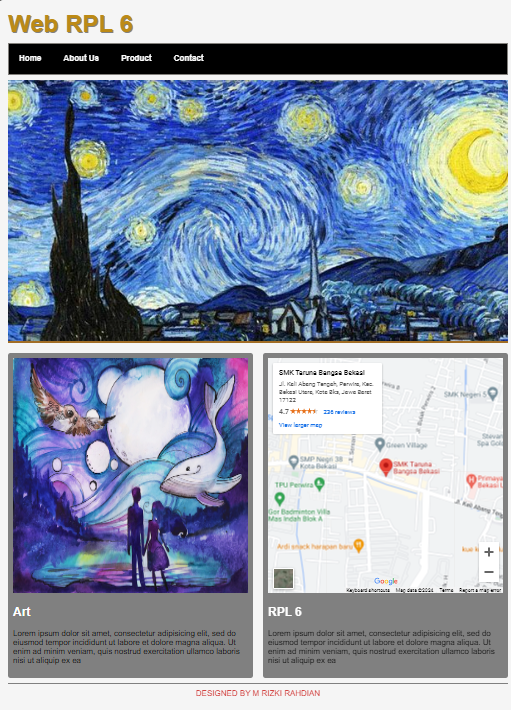 Web RPL 6
Home About Us Product Contact
SMK Taruna Bangsa Bekasi
Jl. Kali Abang Tengah, Perwira, Kec.
Bekasi Utara, Kota Bks, Jawa Barat
17122
4.7 236 reviews
View larger map
SMK Negeri 5
Green Village
SMP Negri 38
Kota Bekasi
SMK Taruna
Bangsa Bekasi
TPU Perwira
Gor Badminton Villa
Mas Indah Blok A
Jl. Kali Abang
Ardi snack harapan baru
Google
Keyboard shortcuts Map data ©2024 Terms Report a map error
Art
Lorem ipsum dolor sit amet, consectetur adipisicing elit, sed do
eiusmod tempor incididunt ut labore et dolore magna aliqua. Ut
enim ad minim veniam, quis nostrud exercitation ullamco laboris
nisi ut aliquip ex ea
RPL 6
Lorem ipsum dolor sit amet, consectetur adipisicing elit, sed do
eiusmod tempor incididunt ut labore et dolore magna aliqua. Ut
enim ad minim veniam, quis nostrud exercitation ullamco laboris
nisi ut aliquip ex ea
DESIGNED BY M RIZKI RAHDIAN